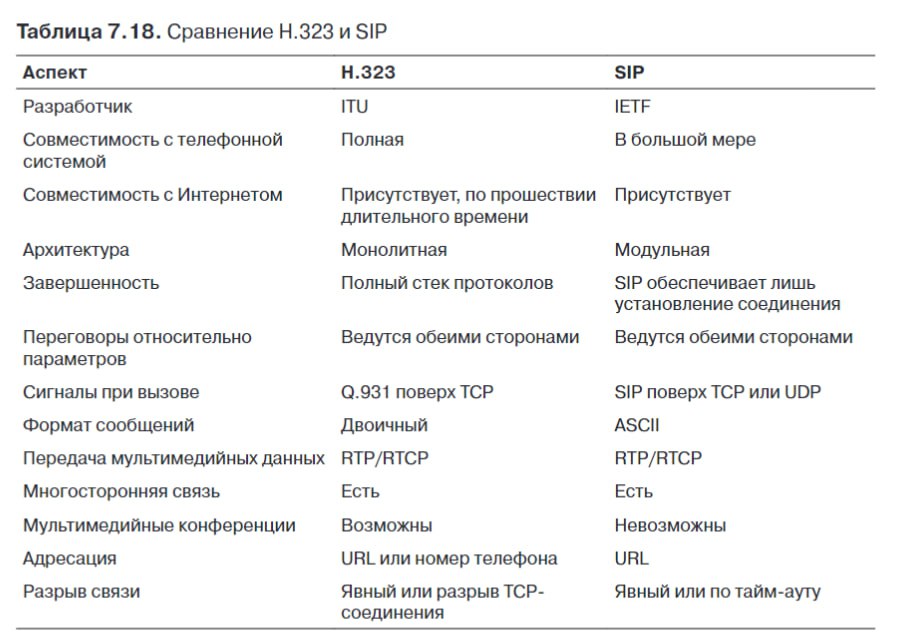 Таблица 7.18. Сравнение H.323 и SIP
Аспект H.323 SIP
Разработчик ITU IETF
Совместимость с телефонной системой Полная В большой мере
Совместимость с Интернетом Присутствует, по прошествии длительного времени Присутствует
Архитектура Монолитная Модульная
Завершенность Полный стек протоколов SIP обеспечивает лишь установление соединения
Переговоры относительно параметров Ведутся обеими сторонами Ведутся обеими сторонами
Сигналы при вызове Q.931 поверх TCP SIP поверх TCP или UDP
Формат сообщений Двоичный ASCII
Передача мультимедийных данных RTP/RTCP RTP/RTCP
Многосторонняя связь Есть Есть
Мультимедийные конференции Возможны Невозможны
Адресация URL или номер телефона URL
Разрыв связи Явный или разрыв TCP-соединения Явный или по тайм-ауту